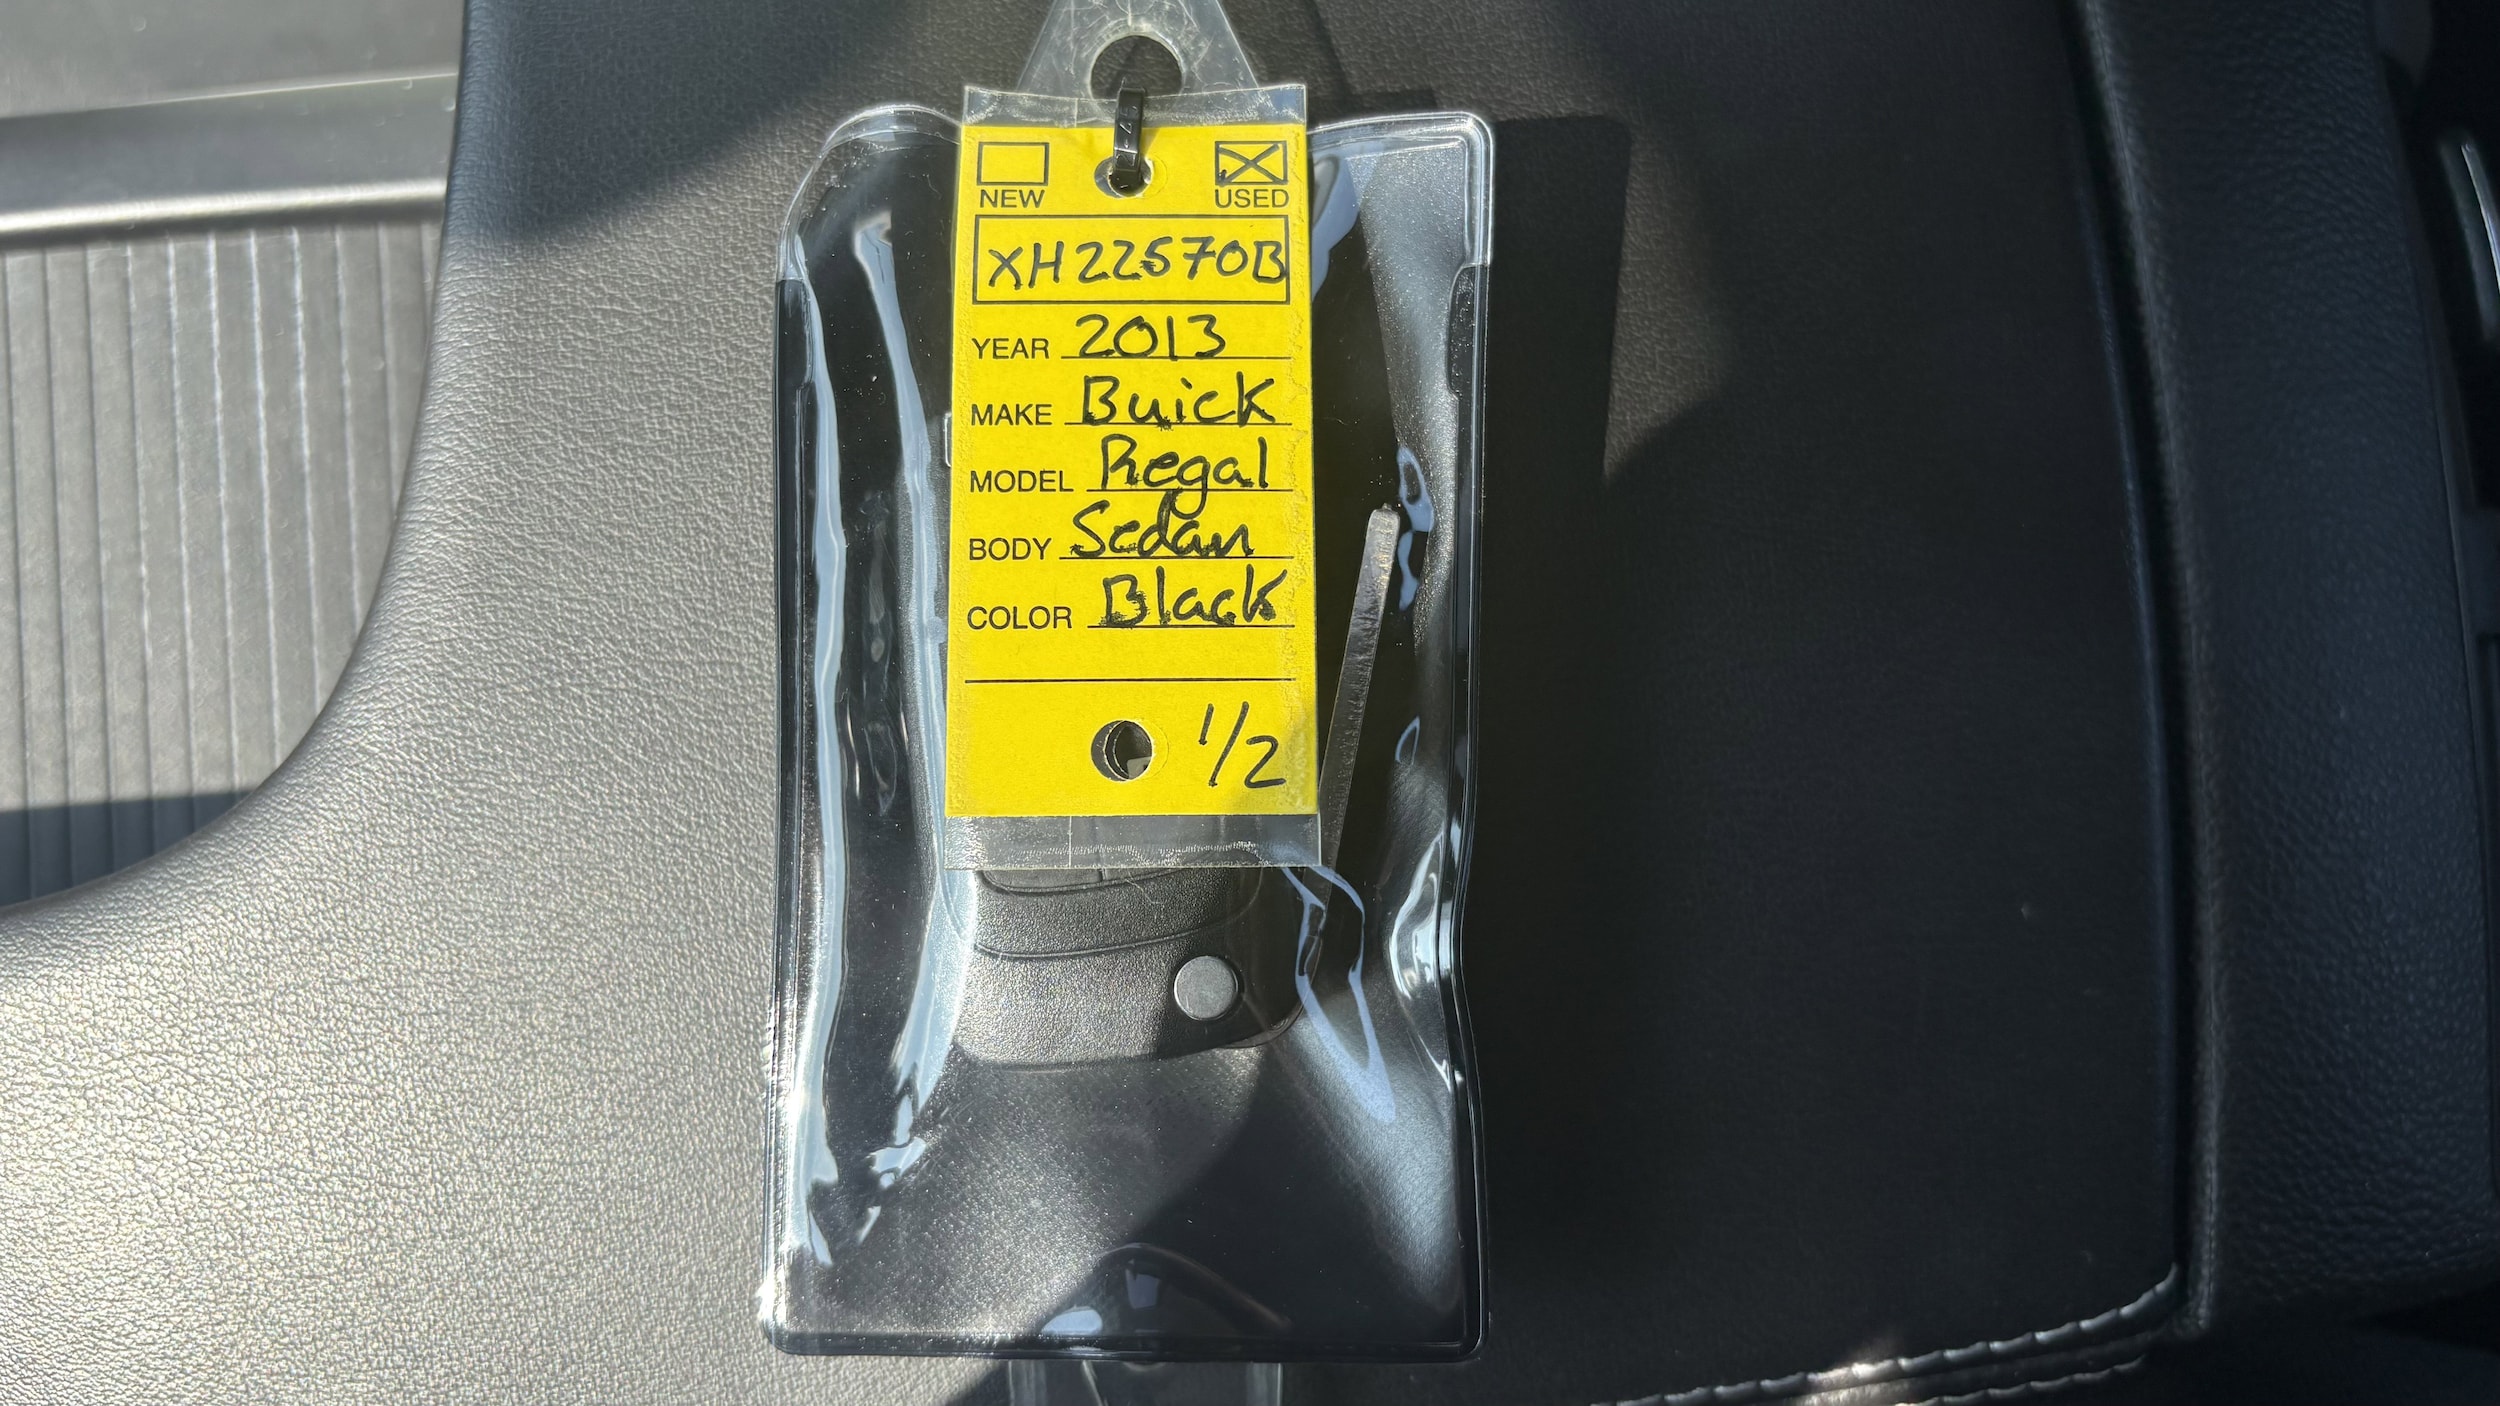 NEW USED
XH22570B
YEAR 2013
MAKE Buick
MODEL Regal
BODY Sedan
COLOR Black
1/2